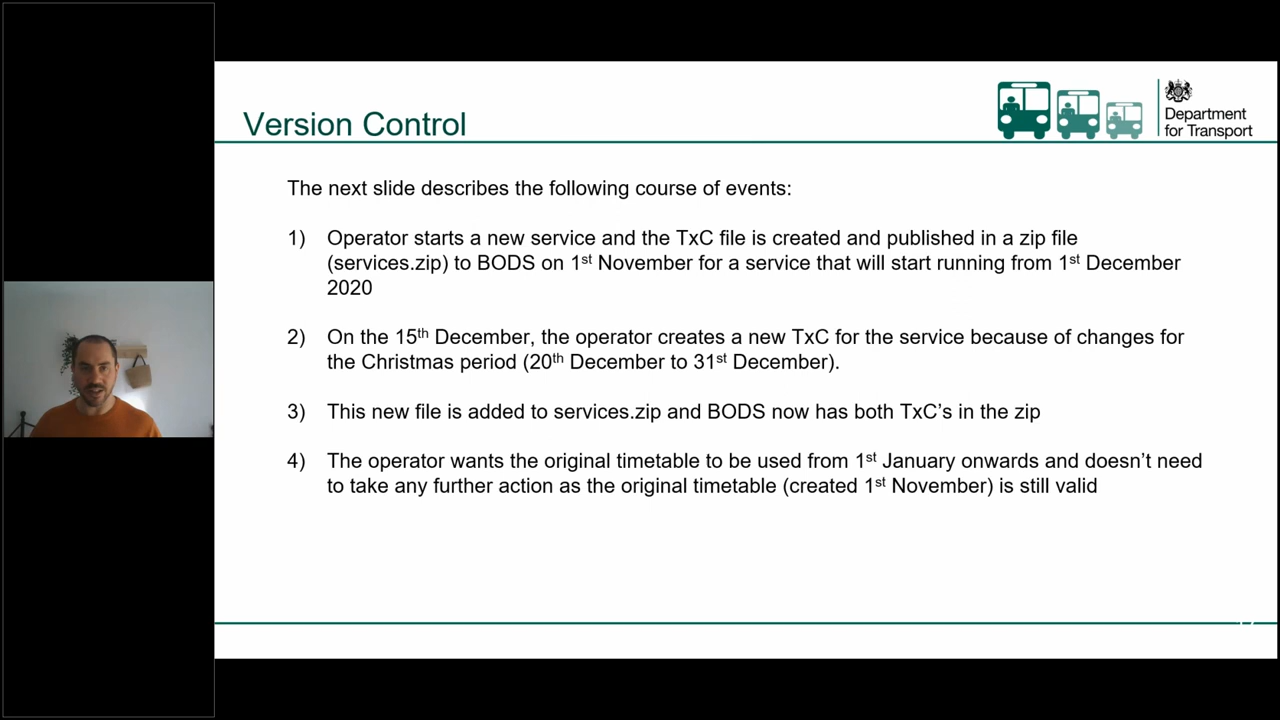 Version Control
Department
for Transport
The next slide describes the following course of events:
1) Operator starts a new service and the TxC file is created and published in a zip file
(services.zip) to BODS on 1st November for a service that will start running from 1st December
2020
2) On the 15th December, the operator creates a new TxC for the service because of changes for
the Christmas period (20th December to 31st December).
3) This new file is added to services.zip and BODS now has both TxC's in the zip
4) The operator wants the original timetable to be used from 1st January onwards and doesn't need
to take any further action as the original timetable (created 1st November) is still valid